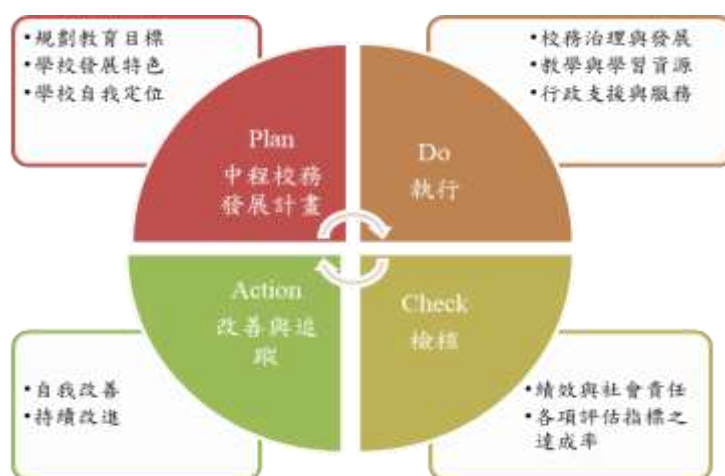 • 規劃教育目標
• 學校發展特色
• 學校自我定位
Plan
中程校務
發展計畫
• 校務治理與發展
• 教學與學習資源
• 行政支援與服務
Do
執行
Action
改善與追
蹤
• 自我改善
• 持續改進
Check
檢核
• 績效與社會責任
• 各項評估指標之
達成率